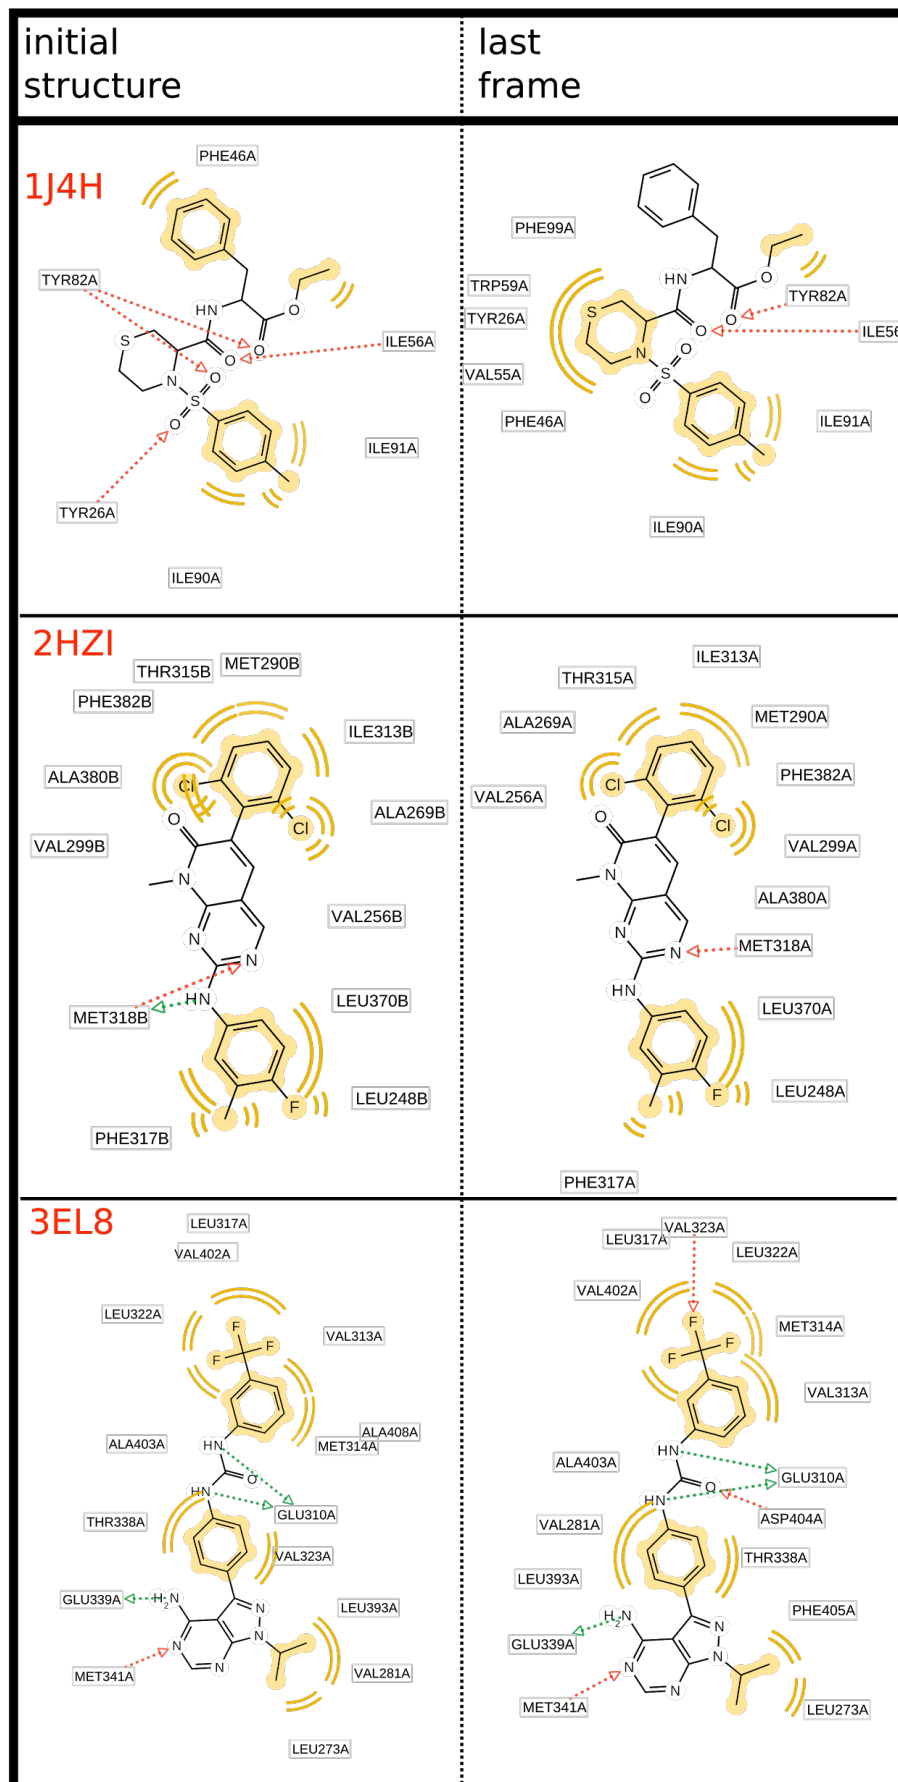 initial
structure
last
frame
1J4H
PHE46A
TYR82A
HN
O
S
O
O
ILE56A
N
O
S
O
ILE91A
TYR26A
ILE90A
PHE99A
TRP59A
HN
O
TYR82A
TYR26A
S
O
O
ILE56
N
O
VAL55A
S
O
PHE46A
ILE91A
ILE90A
2HZI
MET290B
THR315B
PHE382B
ILE313B
ALA380B
Cl
ALA269B
O
Cl
VAL299B
N
VAL256B
N
N
HN
LEU370B
MET318B
LEU248B
F
PHE317B
ILE313A
THR315A
MET290A
ALA269A
PHE382A
Cl
VAL256A
O
Cl
VAL299A
N
ALA380A
N
N
MET318A
HN
LEU370A
F
LEU248A
PHE317A
3EL8
LEU317A
VAL402A
LEU322A
F
F
F
VAL313A
ALA408A
ALA403A
HN
MET314A
O
HN
GLU310A
THR338A
VAL323A
GLU339A
H2N
N
LEU393A
N
N
N
VAL281A
MET341A
LEU273A
VAL323A
LEU317A
LEU322A
VAL402A
F
MET314A
F
F
VAL313A
HN
ALA403A
GLU310A
O
HN
ASP404A
VAL281A
THR338A
LEU393A
PHE405A
H2N
N
GLU339A
N
N
N
MET341A
LEU273A